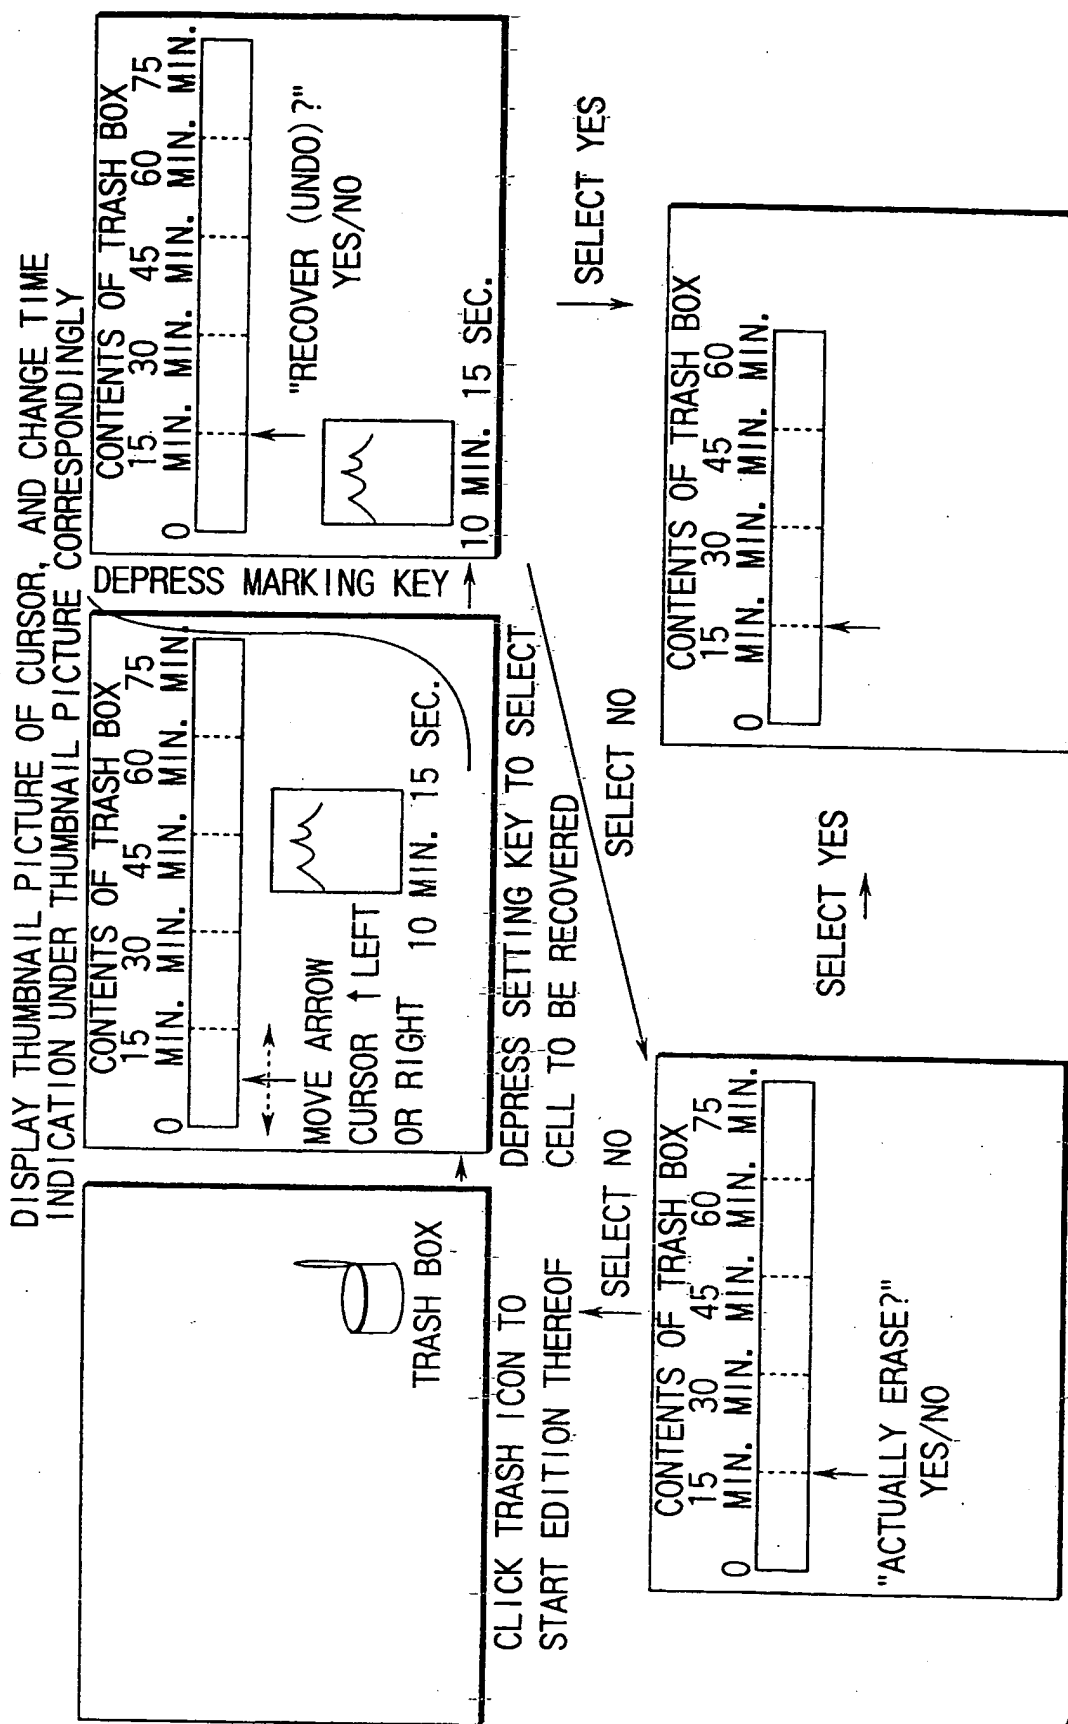 DISPLAY THUMBNAIL PICTURE OF CURSOR, AND CHANGE TIME
INDICATION UNDER THUMBNAIL PICTURE CORRESPONDINGLY
TRASH BOX
CLICK TRASH ICON TO
START EDITION THEREOF
CONTENTS OF TRASH BOX
15 30 45 60 75
0 MIN. MIN. MIN. MIN. MIN.
MOVE ARROW
CURSOR ↑ LEFT
OR RIGHT
10 MIN. 15 SEC.
DEPRESS SETTING KEY TO SELECT
CELL TO BE RECOVERED
DEPRESS MARKING KEY
CONTENTS OF TRASH BOX
15 30 45 60 75
0 MIN. MIN. MIN. MIN. MIN.
"RECOVER (UNDO)?"
YES/NO
10 MIN. 15 SEC.
SELECT YES
SELECT NO
SELECT NO
CONTENTS OF TRASH BOX
15 30 45 60 75
0 MIN. MIN. MIN. MIN. MIN.
"ACTUALLY ERASE?"
YES/NO
SELECT YES
CONTENTS OF TRASH BOX
15 30 45 60
0 MIN. MIN. MIN. MIN.